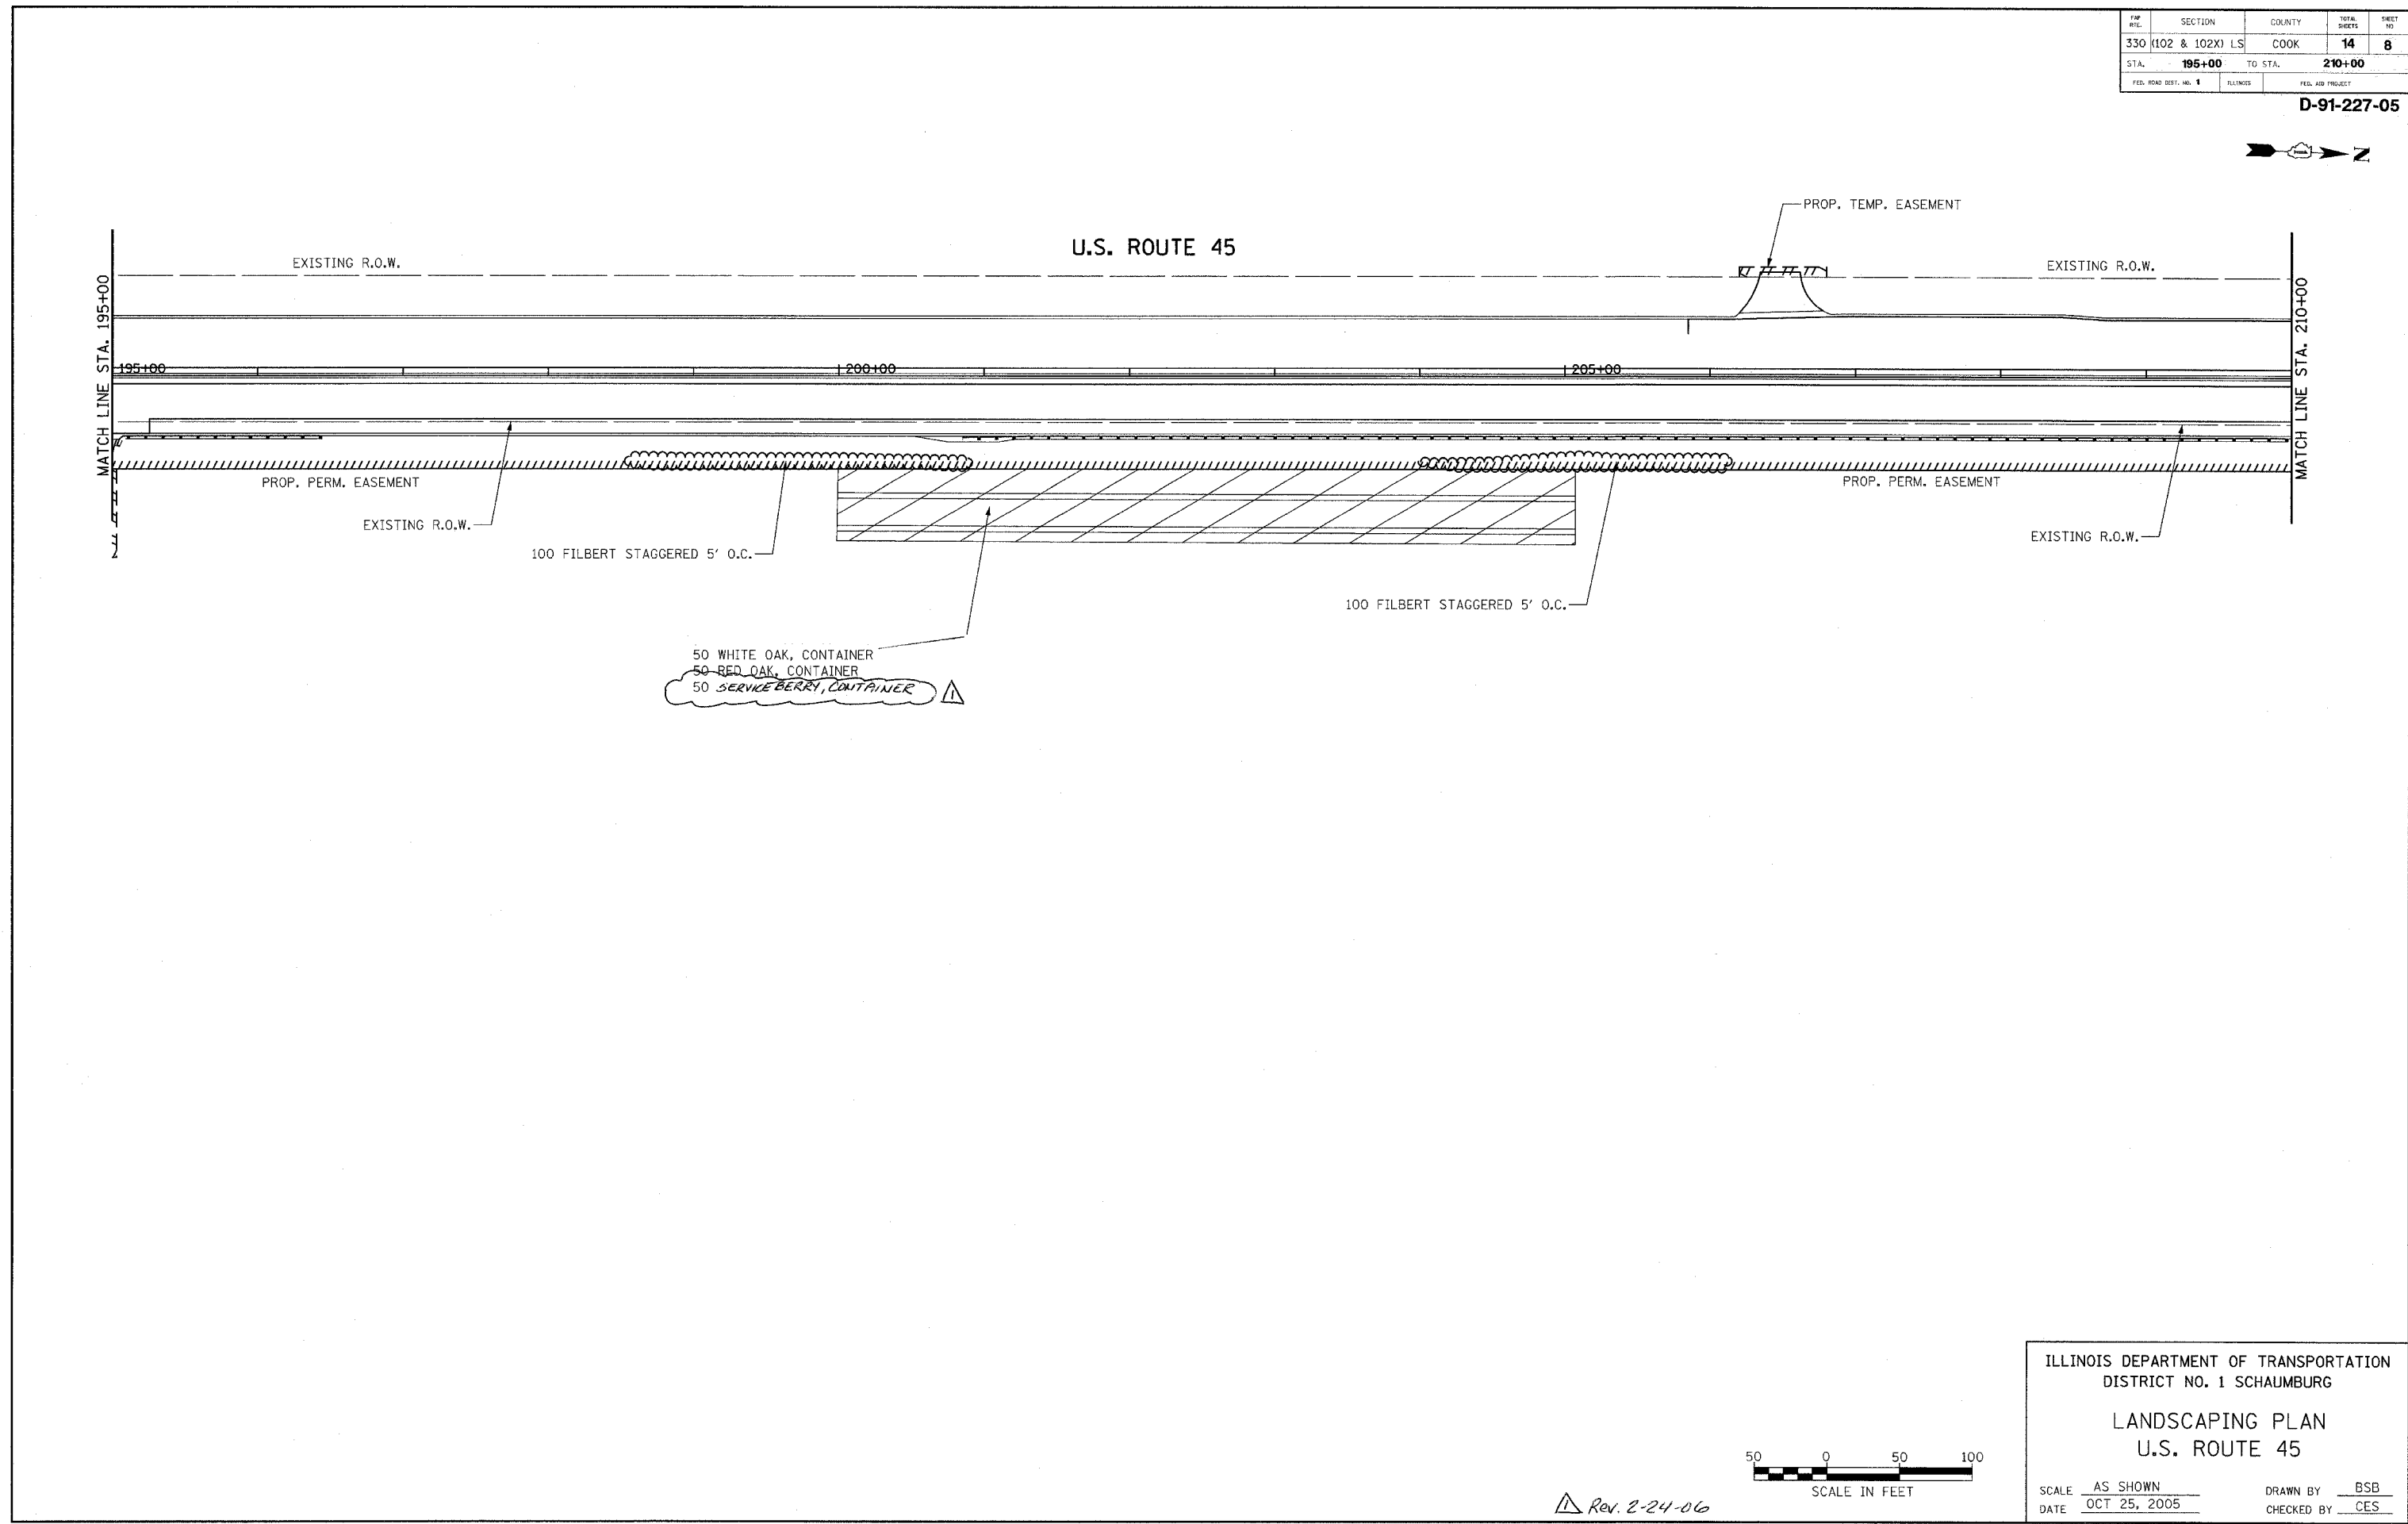 FAP RTE. SECTION COUNTY TOTAL SHEETS SHEET NO
330 (102 & 102X) LS COOK 14 8
STA. 195+00 TO STA. 210+00
FED. ROAD DIST. NO. 1 ILLINOIS FED. AID PROJECT
D-91-227-05
N
PROP. TEMP. EASEMENT
U.S. ROUTE 45
EXISTING R.O.W.
EXISTING R.O.W.
MATCH LINE STA. 195+00
195+00
200+00
205+00
MATCH LINE STA. 210+00
PROP. PERM. EASEMENT
PROP. PERM. EASEMENT
EXISTING R.O.W.
EXISTING R.O.W.
100 FILBERT STAGGERED 5' O.C.
100 FILBERT STAGGERED 5' O.C.
50 WHITE OAK, CONTAINER
50 RED OAK, CONTAINER
50 SERVICEBERRY, CONTAINER 1
ILLINOIS DEPARTMENT OF TRANSPORTATION
DISTRICT NO. 1 SCHAUMBURG
LANDSCAPING PLAN
U.S. ROUTE 45
SCALE AS SHOWN DRAWN BY BSB
DATE OCT 25, 2005 CHECKED BY CES
50 0 50 100
SCALE IN FEET
1 Rev. 2-24-06